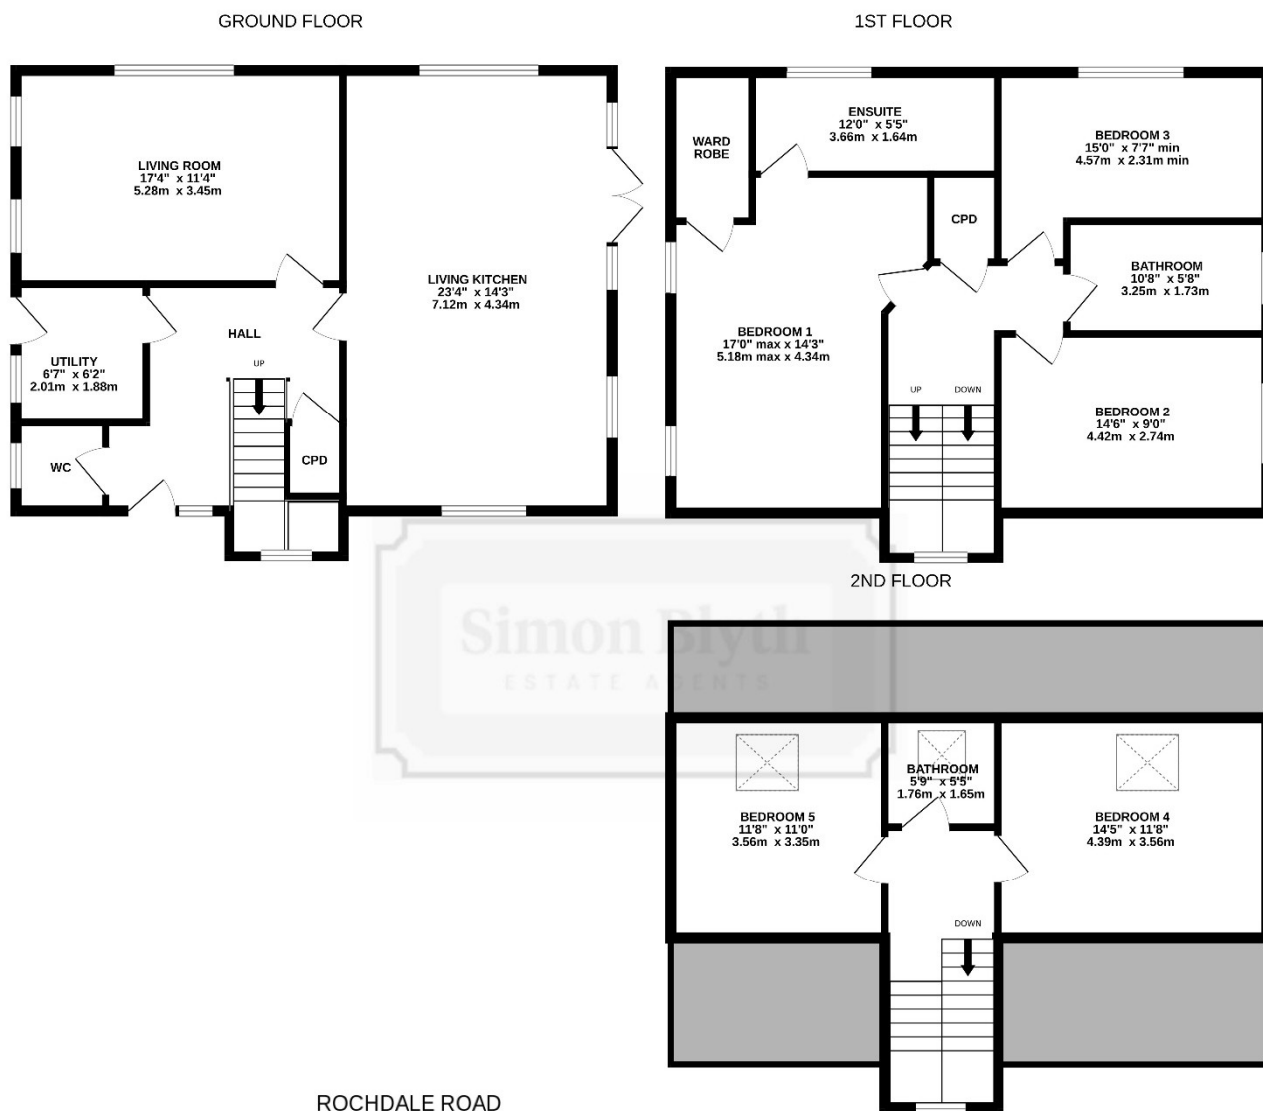 GROUND FLOOR
LIVING ROOM
17'4" x 11'4"
5.28m x 3.45m
LIVING KITCHEN
23'4" x 14'3"
7.12m x 4.34m
HALL
UP
UTILITY
6'7" x 6'2"
2.01m x 1.88m
WC
CPD
1ST FLOOR
WARD
ROBE
ENSUITE
12'0" x 5'5"
3.66m x 1.64m
BEDROOM 3
15'0" x 7'7" min
4.57m x 2.31m min
CPD
BATHROOM
10'8" x 5'8"
3.25m x 1.73m
BEDROOM 1
17'0" max x 14'3"
5.18m max x 4.34m
UP
DOWN
BEDROOM 2
14'6" x 9'0"
4.42m x 2.74m
2ND FLOOR
Simon Blyth
ESTATE AGENTS
BATHROOM
5'9" x 5'5"
1.76m x 1.65m
BEDROOM 5
11'8" x 11'0"
3.56m x 3.35m
BEDROOM 4
14'5" x 11'8"
4.39m x 3.56m
DOWN
ROCHDALE ROAD